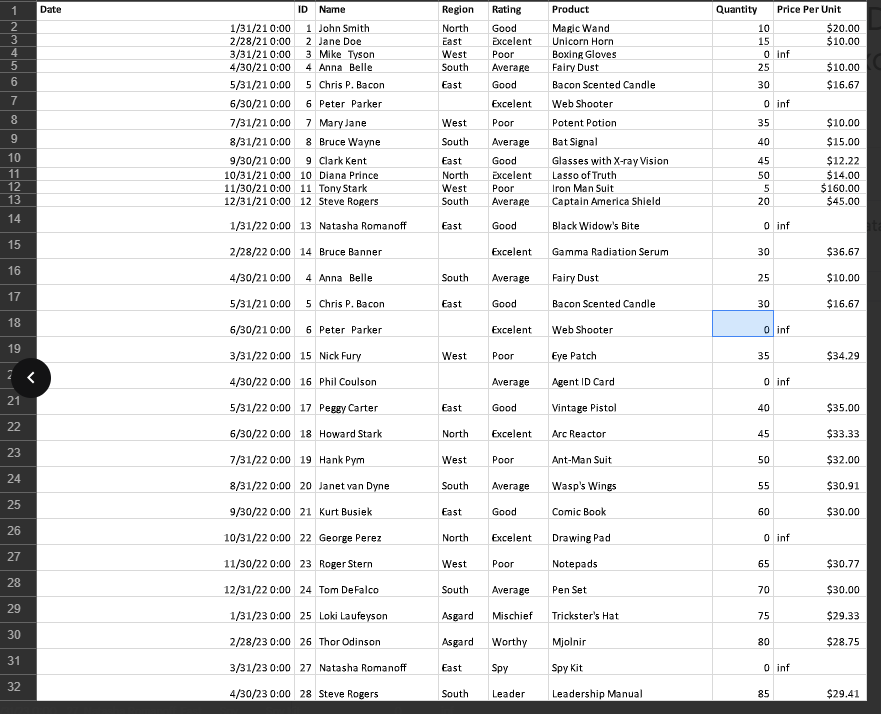 1 Date ID Name Region Rating Product Quantity Price Per Unit
2 1/31/21 0:00 1 John Smith North Good Magic Wand 10 $20.00
3 2/28/21 0:00 2 Jane Doe East Excelent Unicorn Horn 15 $10.00
4 3/31/21 0:00 3 Mike Tyson West Poor Boxing Gloves 0 inf
5 4/30/21 0:00 4 Anna Belle South Average Fairy Dust 25 $10.00
6 5/31/21 0:00 5 Chris P. Bacon East Good Bacon Scented Candle 30 $16.67
7 6/30/21 0:00 6 Peter Parker Excelent Web Shooter 0 inf
8 7/31/21 0:00 7 Mary Jane West Poor Potent Potion 35 $10.00
9 8/31/21 0:00 8 Bruce Wayne South Average Bat Signal 40 $15.00
10 9/30/21 0:00 9 Clark Kent East Good Glasses with X-ray Vision 45 $12.22
11 10/31/21 0:00 10 Diana Prince North Excelent Lasso of Truth 50 $14.00
12 11/30/21 0:00 11 Tony Stark West Poor Iron Man Suit 5 $160.00
13 12/31/21 0:00 12 Steve Rogers South Average Captain America Shield 20 $45.00
14 1/31/22 0:00 13 Natasha Romanoff East Good Black Widow's Bite 0 inf
15 2/28/22 0:00 14 Bruce Banner Excelent Gamma Radiation Serum 30 $36.67
16 4/30/21 0:00 4 Anna Belle South Average Fairy Dust 25 $10.00
17 5/31/21 0:00 5 Chris P. Bacon East Good Bacon Scented Candle 30 $16.67
18 6/30/21 0:00 6 Peter Parker Excelent Web Shooter 0 inf
19 3/31/22 0:00 15 Nick Fury West Poor Eye Patch 35 $34.29
4/30/22 0:00 16 Phil Coulson Average Agent ID Card 0 inf
21 5/31/22 0:00 17 Peggy Carter East Good Vintage Pistol 40 $35.00
22 6/30/22 0:00 18 Howard Stark North Excelent Arc Reactor 45 $33.33
23 7/31/22 0:00 19 Hank Pym West Poor Ant-Man Suit 50 $32.00
24 8/31/22 0:00 20 Janet van Dyne South Average Wasp's Wings 55 $30.91
25 9/30/22 0:00 21 Kurt Busiek East Good Comic Book 60 $30.00
26 10/31/22 0:00 22 George Perez North Excelent Drawing Pad 0 inf
27 11/30/22 0:00 23 Roger Stern West Poor Notepads 65 $30.77
28 12/31/22 0:00 24 Tom DeFalco South Average Pen Set 70 $30.00
29 1/31/23 0:00 25 Loki Laufeyson Asgard Mischief Trickster's Hat 75 $29.33
30 2/28/23 0:00 26 Thor Odinson Asgard Worthy Mjolnir 80 $28.75
31 3/31/23 0:00 27 Natasha Romanoff East Spy Spy Kit 0 inf
32 4/30/23 0:00 28 Steve Rogers South Leader Leadership Manual 85 $29.41